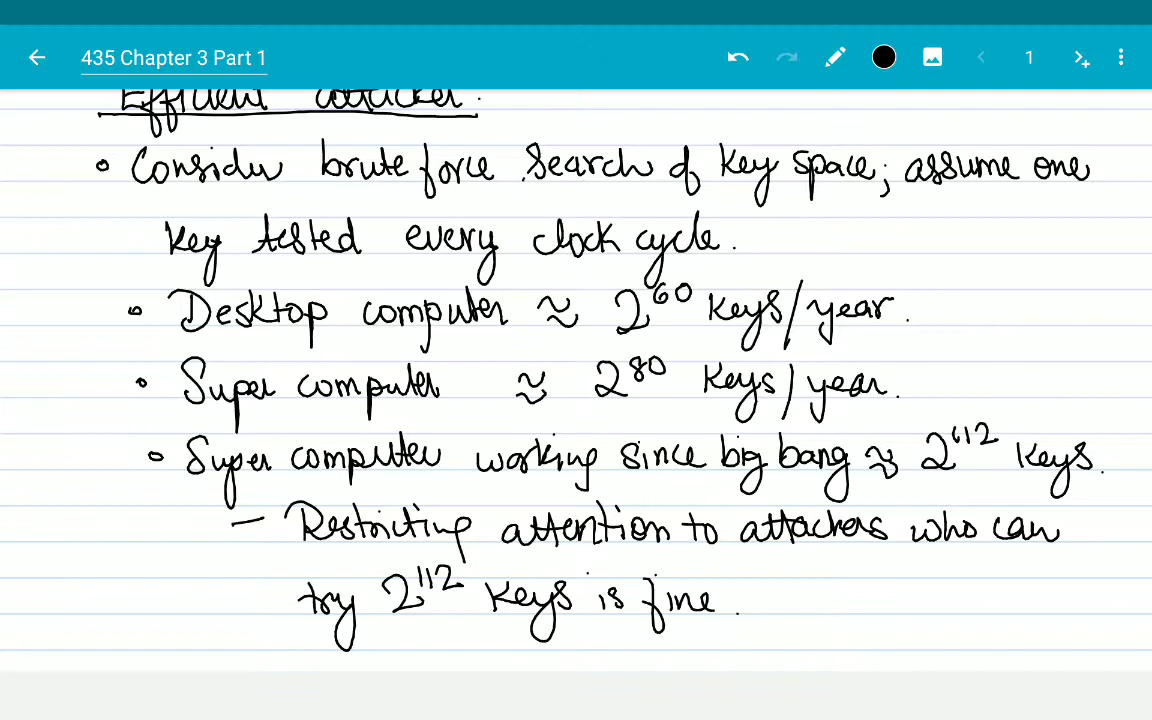 435 Chapter 3 Part 1
1
Efficient attacker.
• Consider brute force search of key space; assume one
key tested every clock cycle.
• Desktop computer ≈ 2^60 keys/year.
• Super computer ≈ 2^80 keys/year.
• Super computer working since big bang ≈ 2^112 keys.
— Restricting attention to attackers who can
try 2^112 keys is fine.